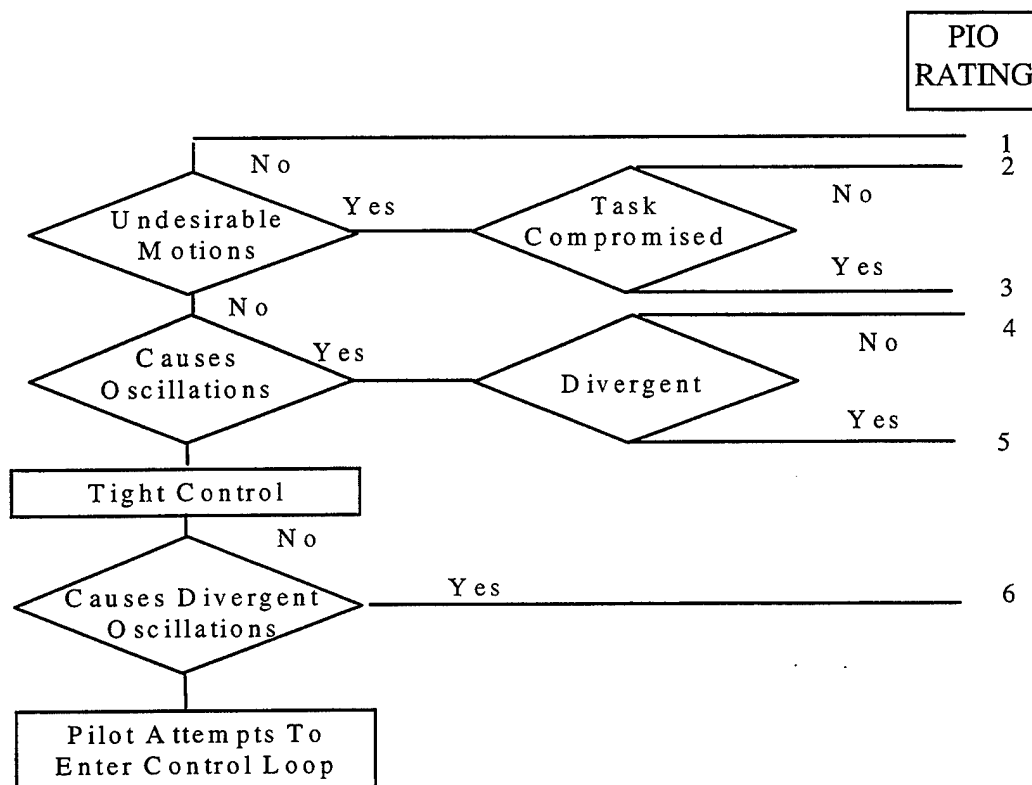 PIO
RATING
1
No
2
No
Undesirable
Motions
Yes
Task
Compromised
Yes
3
No
4
No
Causes
Oscillations
Yes
Divergent
Yes
5
Tight Control
No
Causes Divergent
Oscillations
Yes
6
Pilot Attempts To
Enter Control Loop